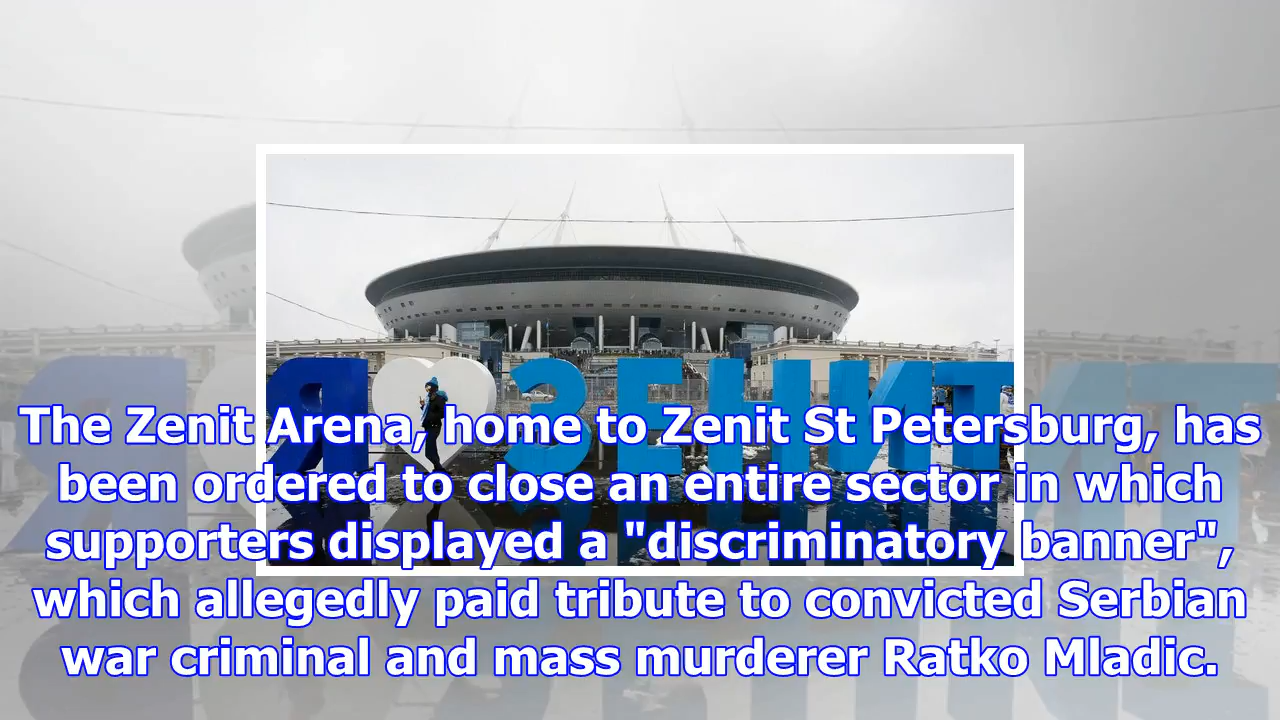 Я ЗЕНИТ
The Zenit Arena, home to Zenit St Petersburg, has
been ordered to close an entire sector in which
supporters displayed a "discriminatory banner",
which allegedly paid tribute to convicted Serbian
war criminal and mass murderer Ratko Mladic.